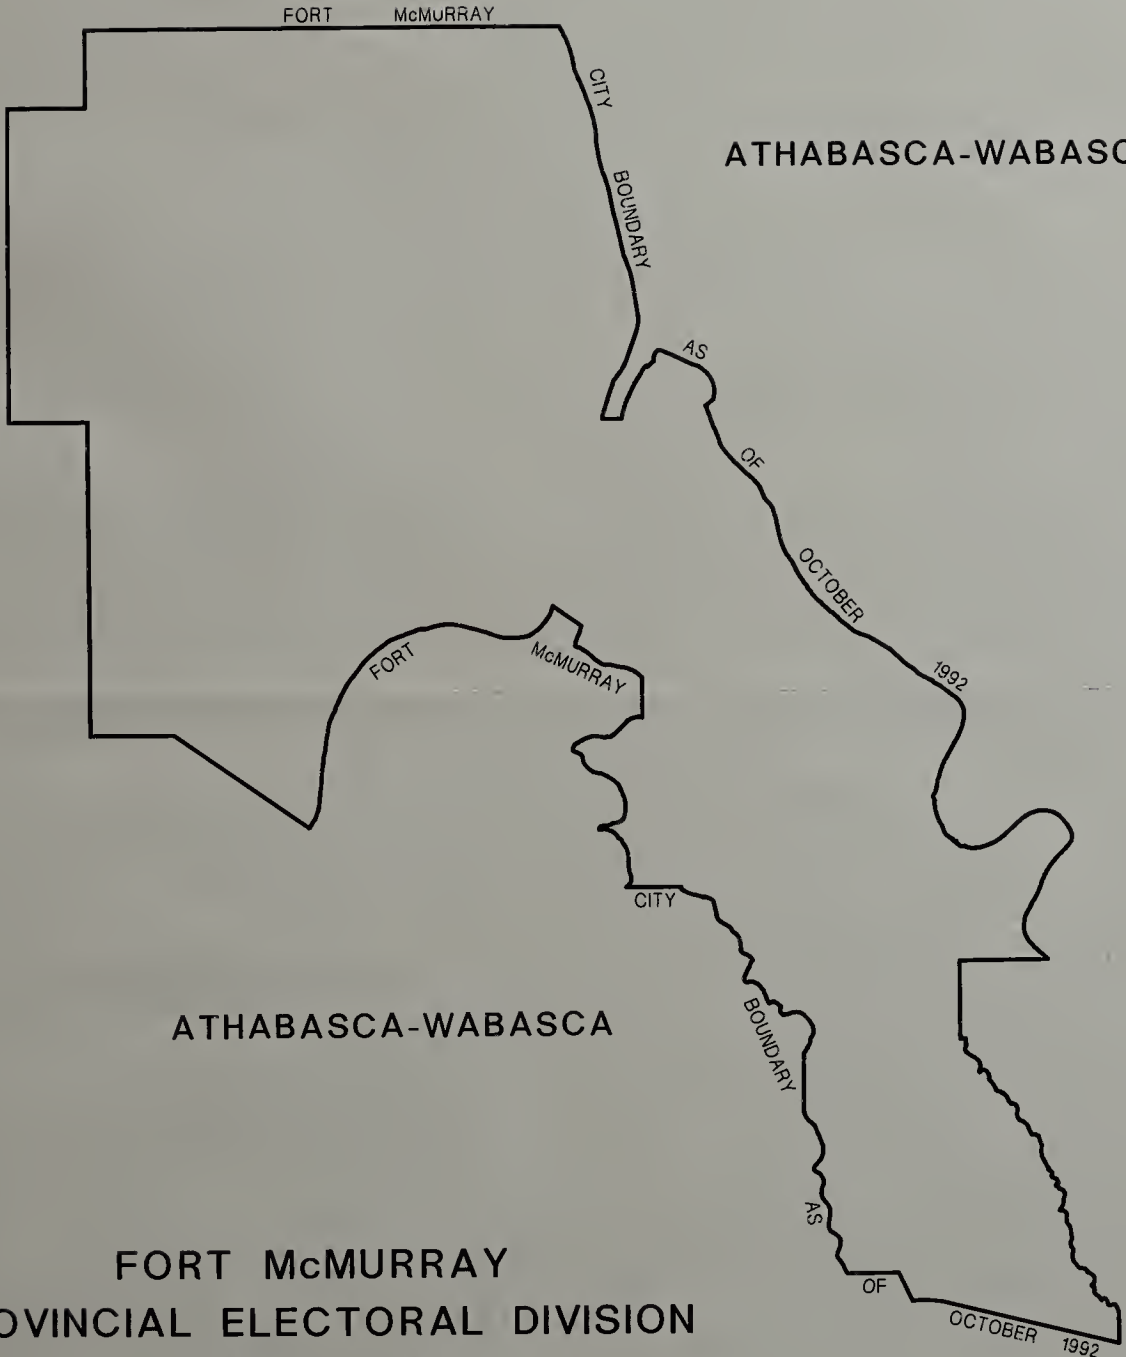 FORT McMURRAY
CITY
BOUNDARY
ATHABASCA-WABASC
AS
OF
OCTOBER
1992
FORT
McMURRAY
CITY
BOUNDARY
AS
OF
OCTOBER 1992
ATHABASCA-WABASCA
FORT McMURRAY
OVINCIAL ELECTORAL DIVISION